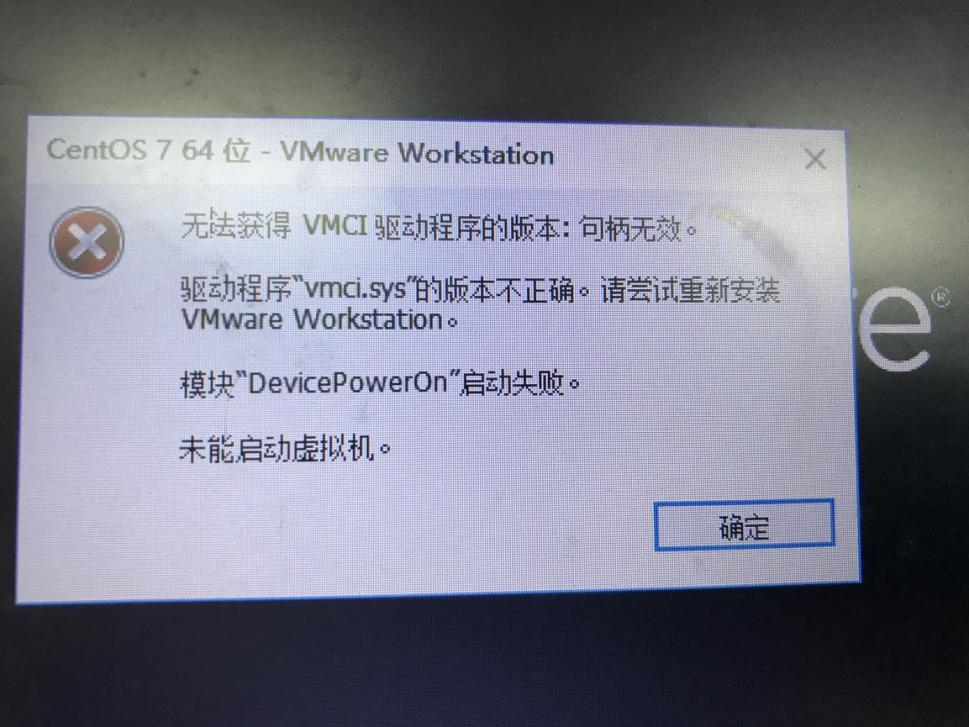 CentOS 7 64 位 - VMware Workstation
无法获得 VMCI 驱动程序的版本: 句柄无效。
驱动程序“vmci.sys”的版本不正确。请尝试重新安装
VMware Workstation。
模块“DevicePowerOn”启动失败。
未能启动虚拟机。
确定
e®